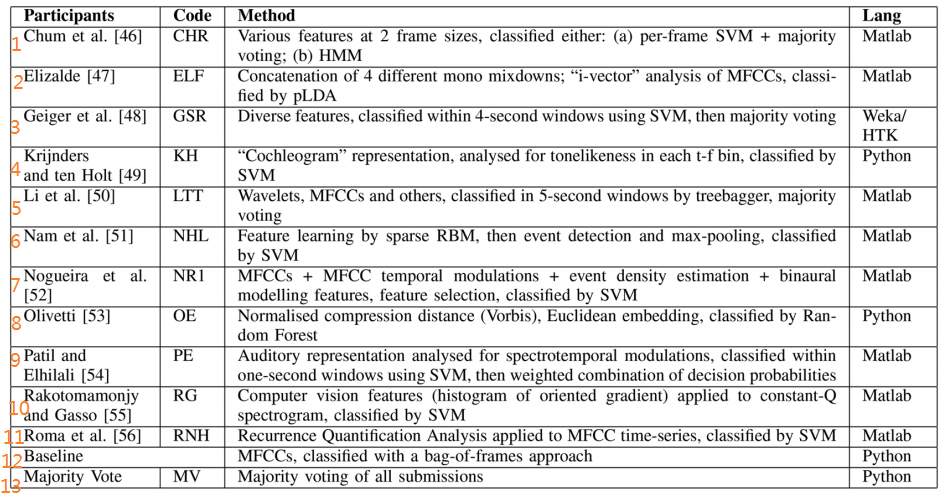 Participants Code Method Lang
1 Chum et al. [46] CHR Various features at 2 frame sizes, classified either: (a) per-frame SVM + majority Matlab
voting; (b) HMM
2 Elizalde [47] ELF Concatenation of 4 different mono mixdowns; “i-vector” analysis of MFCCs, classi- Matlab
fied by pLDA
3 Geiger et al. [48] GSR Diverse features, classified within 4-second windows using SVM, then majority voting Weka/
HTK
4 Krijnders KH “Cochleogram” representation, analysed for tonelikeness in each t-f bin, classified by Python
and ten Holt [49] SVM
5 Li et al. [50] LTT Wavelets, MFCCs and others, classified in 5-second windows by treebagger, majority Matlab
voting
6 Nam et al. [51] NHL Feature learning by sparse RBM, then event detection and max-pooling, classified Matlab
by SVM
7 Nogueira et al. NR1 MFCCs + MFCC temporal modulations + event density estimation + binaural Matlab
[52] modelling features, feature selection, classified by SVM
8 Olivetti [53] OE Normalised compression distance (Vorbis), Euclidean embedding, classified by Ran- Python
dom Forest
9 Patil and PE Auditory representation analysed for spectrotemporal modulations, classified within Matlab
Elhilali [54] one-second windows using SVM, then weighted combination of decision probabilities
10 Rakotomamonjy RG Computer vision features (histogram of oriented gradient) applied to constant-Q Matlab
and Gasso [55] spectrogram, classified by SVM
11 Roma et al. [56] RNH Recurrence Quantification Analysis applied to MFCC time-series, classified by SVM Matlab
12 Baseline MFCCs, classified with a bag-of-frames approach Python
13 Majority Vote MV Majority voting of all submissions Python